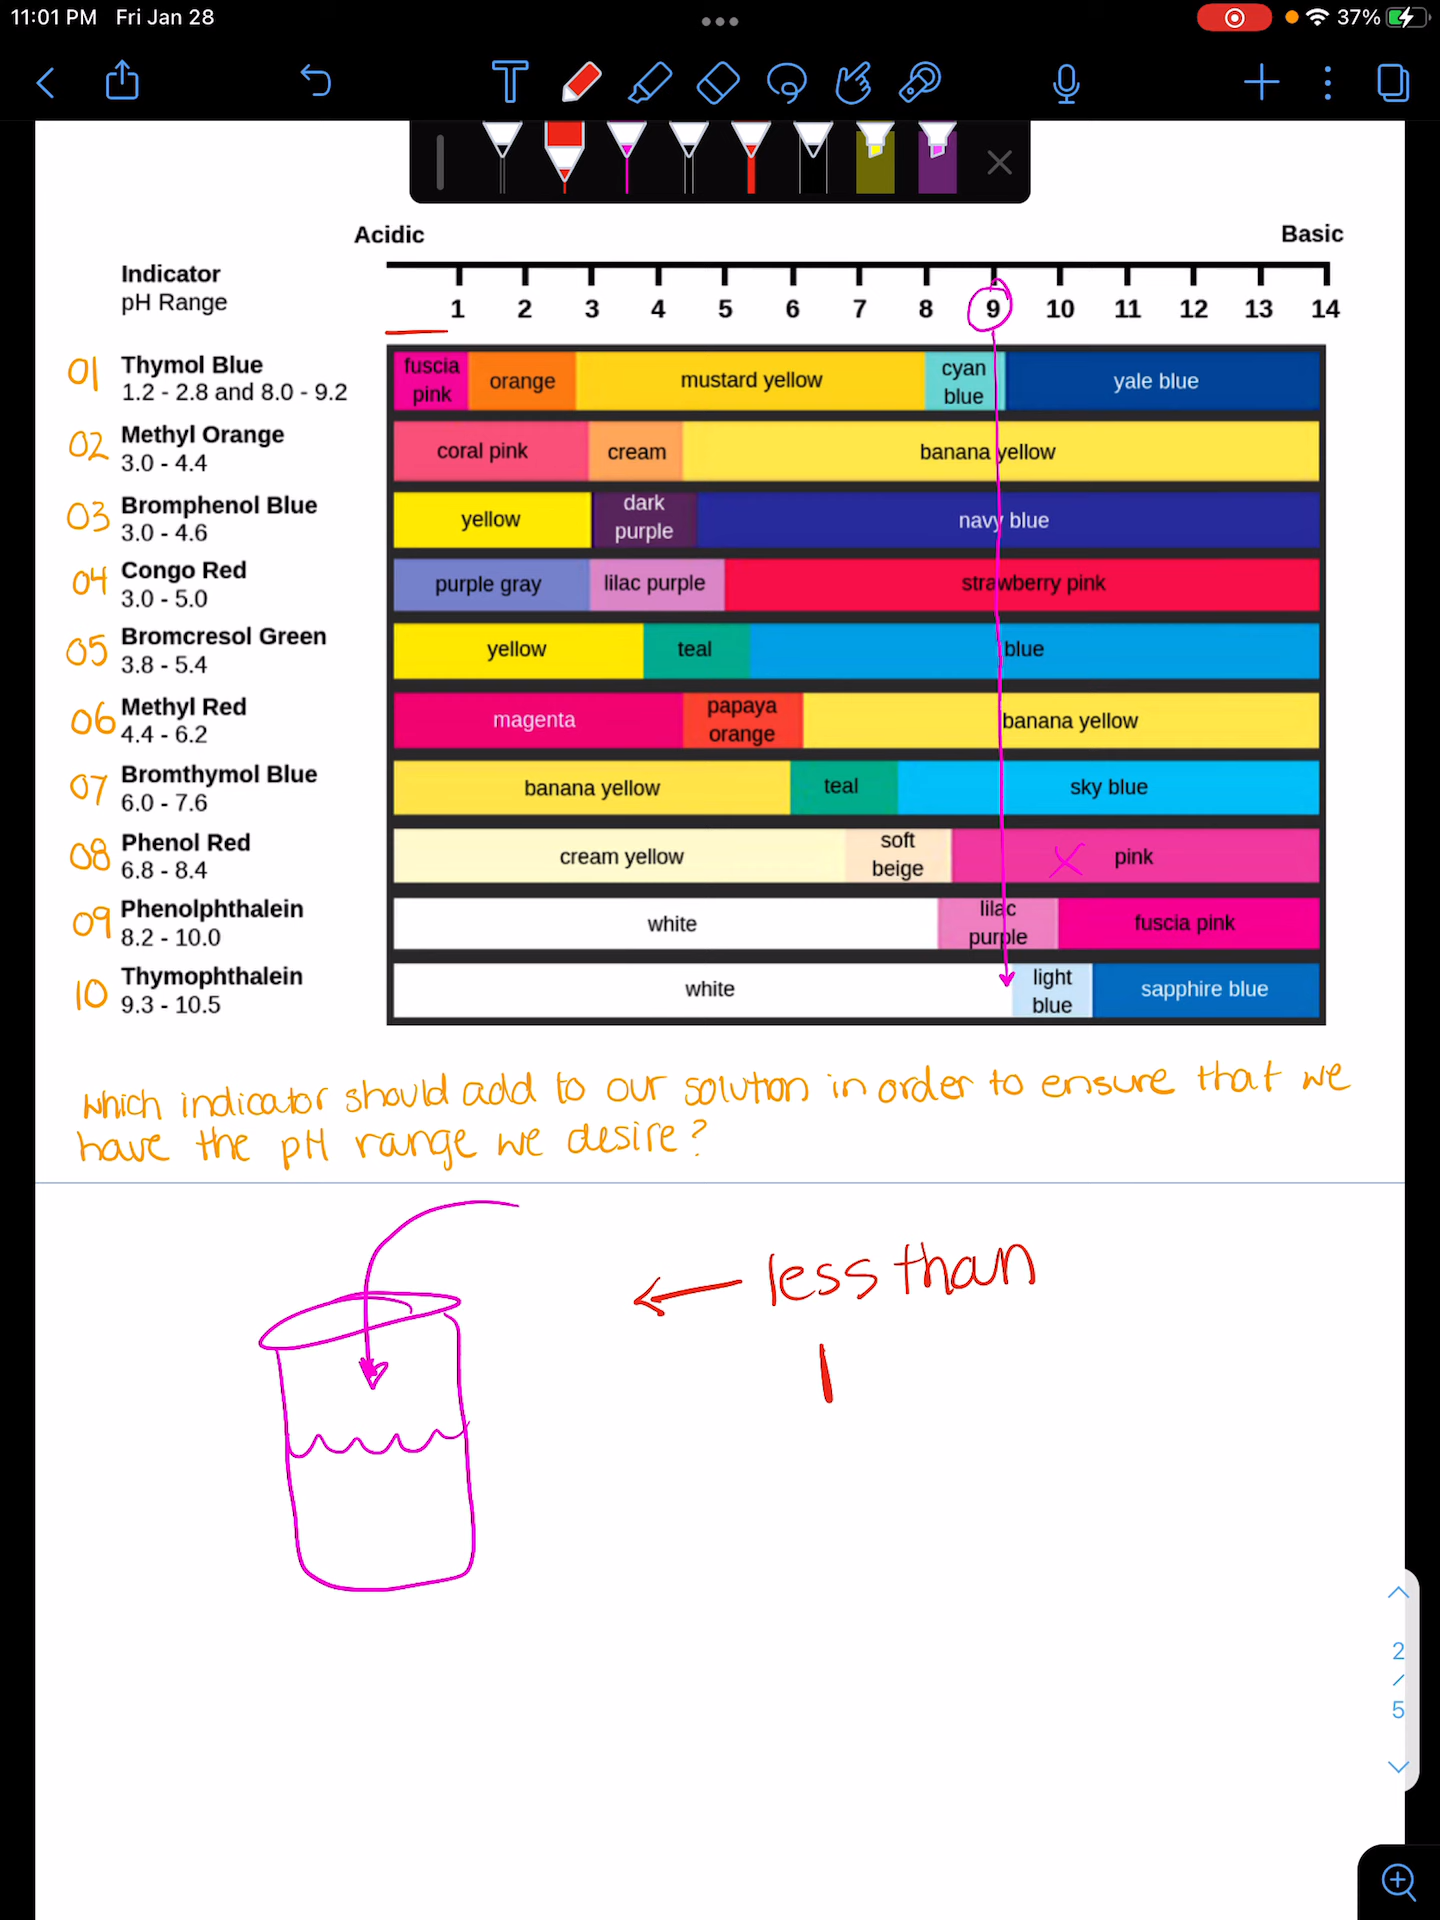 11:01 PM Fri Jan 28
37%
T
Acidic
Basic
Indicator
pH Range
1 2 3 4 5 6 7 8 9 10 11 12 13 14
01 Thymol Blue
1.2 - 2.8 and 8.0 - 9.2
fuscia
pink
orange
mustard yellow
cyan
blue
yale blue
02 Methyl Orange
3.0 - 4.4
coral pink
cream
banana yellow
03 Bromphenol Blue
3.0 - 4.6
yellow
dark
purple
navy blue
04 Congo Red
3.0 - 5.0
purple gray
lilac purple
strawberry pink
05 Bromcresol Green
3.8 - 5.4
yellow
teal
blue
06 Methyl Red
4.4 - 6.2
magenta
papaya
orange
banana yellow
07 Bromthymol Blue
6.0 - 7.6
banana yellow
teal
sky blue
08 Phenol Red
6.8 - 8.4
cream yellow
soft
beige
pink
09 Phenolphthalein
8.2 - 10.0
white
lilac
purple
fuscia pink
10 Thymophthalein
9.3 - 10.5
white
light
blue
sapphire blue
Which indicator should add to our solution in order to ensure that we
have the pH range we desire?
less than
1
2
/
5